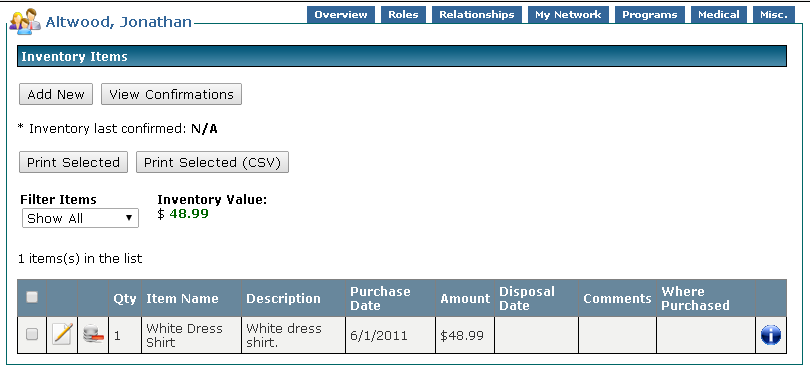 Altwood, Jonathan
Overview Roles Relationships My Network Programs Medical Misc.
Inventory Items
Add New View Confirmations
* Inventory last confirmed: N/A
Print Selected Print Selected (CSV)
Filter Items Inventory Value:
Show All $ 48.99
1 items(s) in the list
Qty Item Name Description Purchase Date Amount Disposal Date Comments Where Purchased
1 White Dress Shirt White dress shirt. 6/1/2011 $48.99